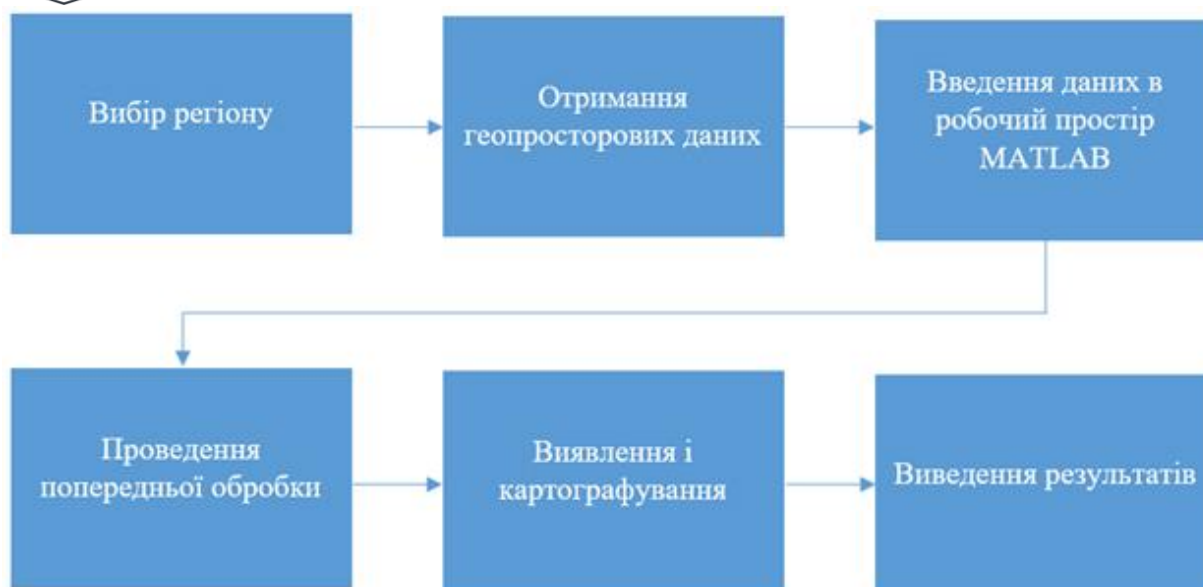 Вибір регіону
Отримання
геопросторових даних
Введення даних в
робочий простір
MATLAB
Проведення
попередньої обробки
Виявлення і
картографування
Виведення результатів